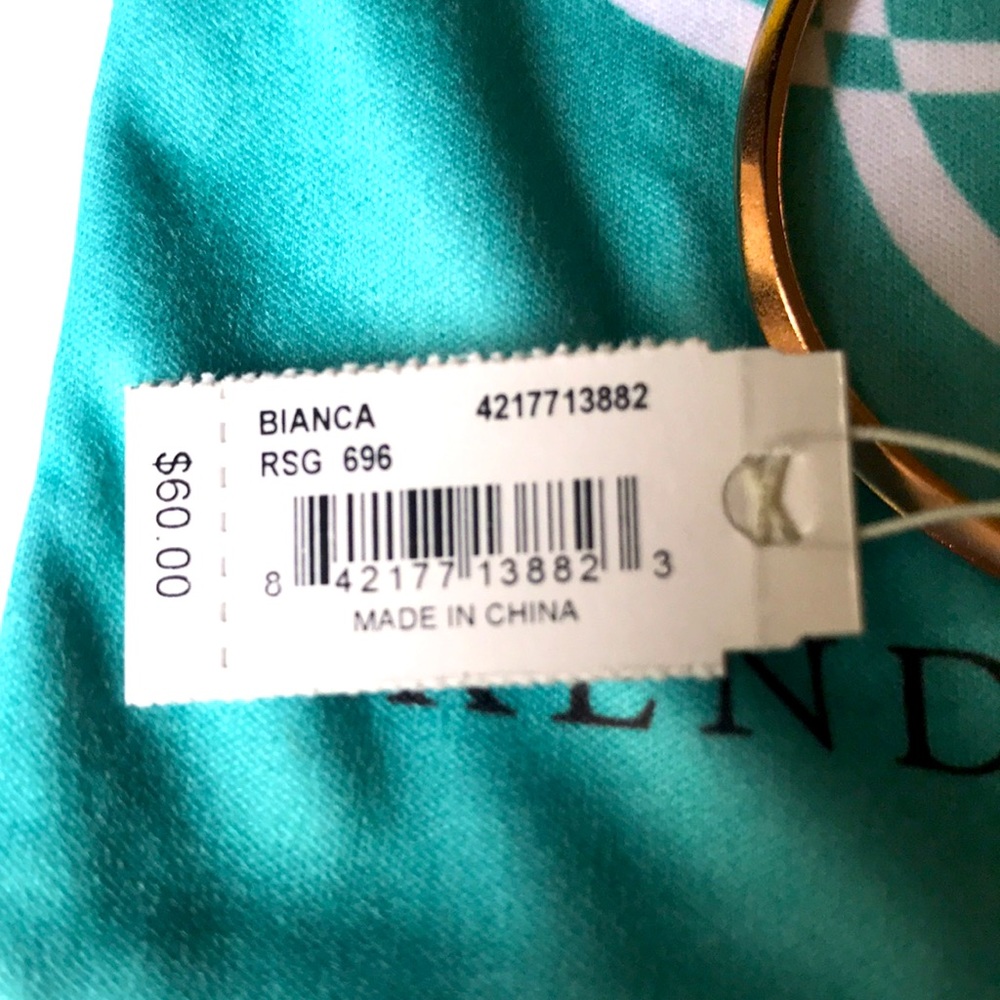 BIANCA 4217713882
RSG 696
$60.00
8 42177 13882 3
MADE IN CHINA